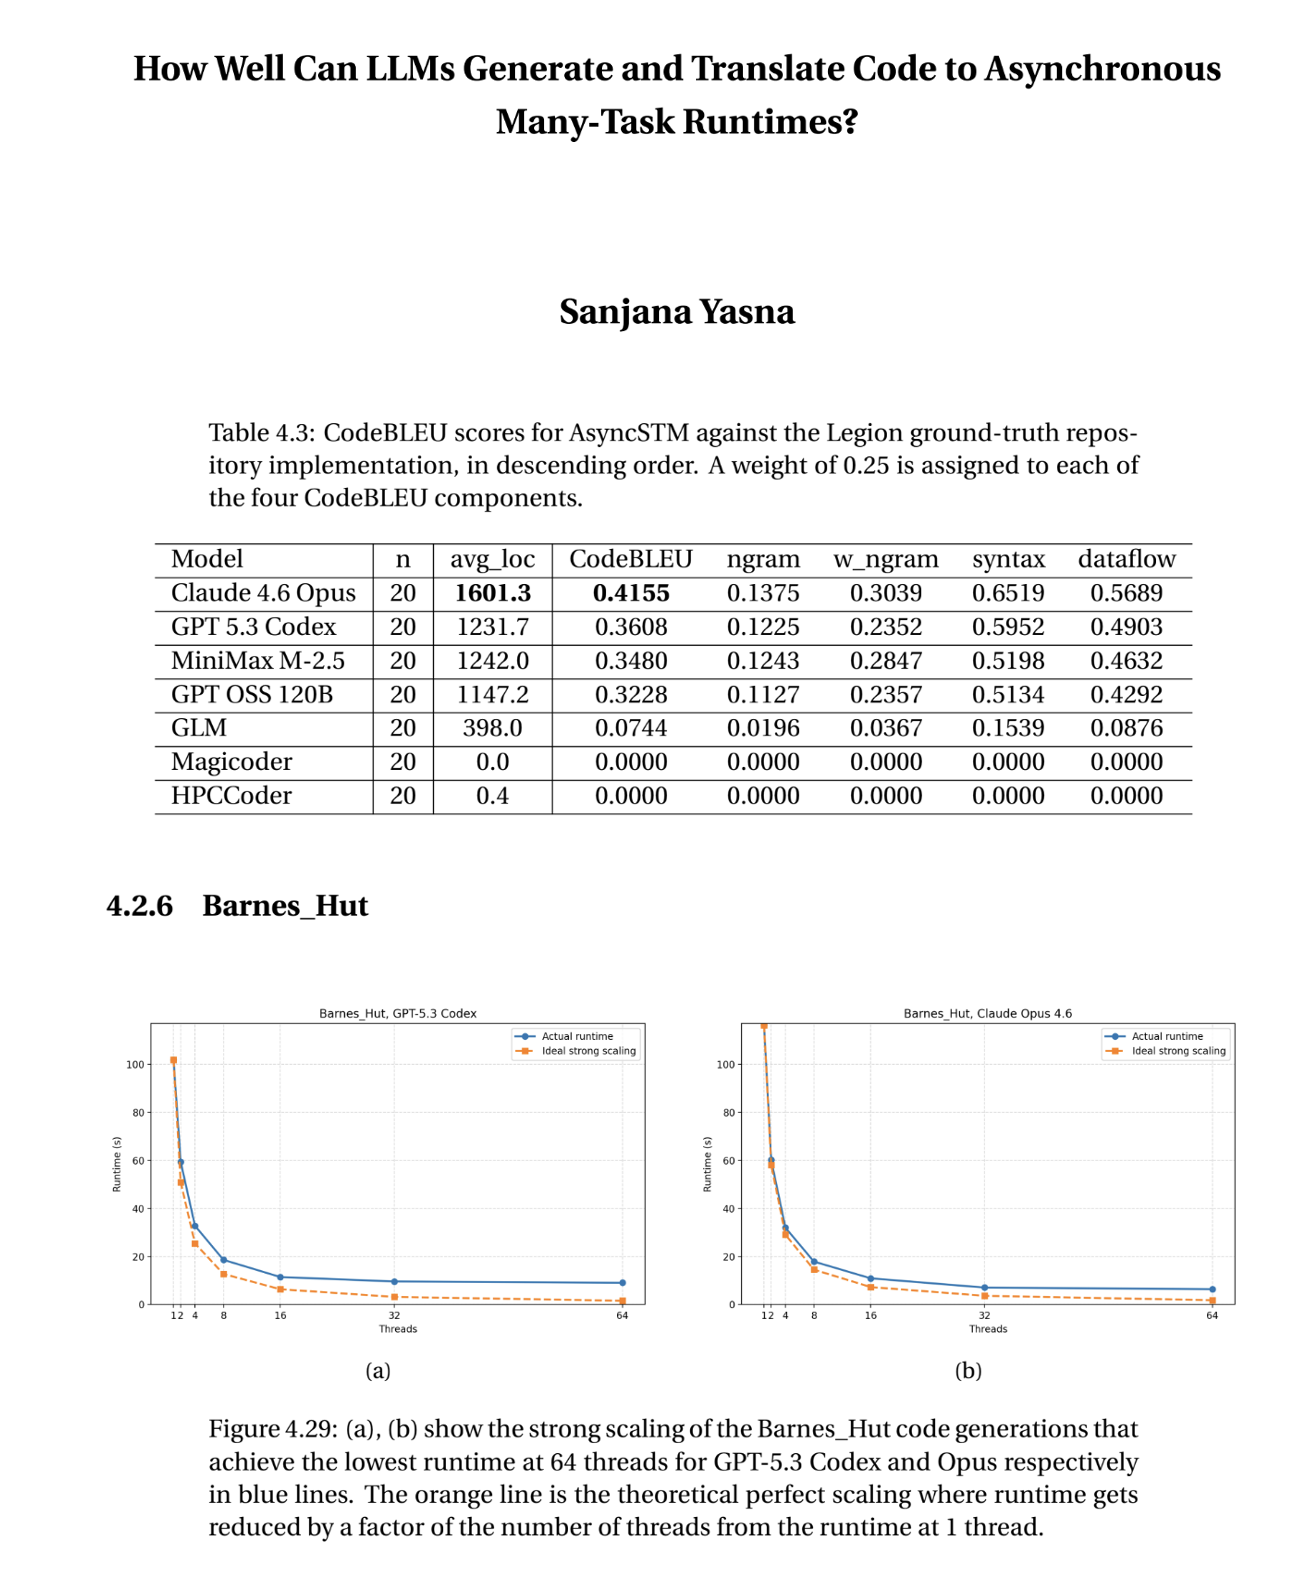 How Well Can LLMs Generate and Translate Code to Asynchronous
Many-Task Runtimes?
Sanjana Yasna
Table 4.3: CodeBLEU scores for AsyncSTM against the Legion ground-truth repos-
itory implementation, in descending order. A weight of 0.25 is assigned to each of
the four CodeBLEU components.
Model n avg_loc CodeBLEU ngram w_ngram syntax dataflow
Claude 4.6 Opus 20 1601.3 0.4155 0.1375 0.3039 0.6519 0.5689
GPT 5.3 Codex 20 1231.7 0.3608 0.1225 0.2352 0.5952 0.4903
MiniMax M-2.5 20 1242.0 0.3480 0.1243 0.2847 0.5198 0.4632
GPT OSS 120B 20 1147.2 0.3228 0.1127 0.2357 0.5134 0.4292
GLM 20 398.0 0.0744 0.0196 0.0367 0.1539 0.0876
Magicoder 20 0.0 0.0000 0.0000 0.0000 0.0000 0.0000
HPCCoder 20 0.4 0.0000 0.0000 0.0000 0.0000 0.0000
4.2.6 Barnes_Hut
Barnes_Hut, GPT-5.3 Codex
Actual runtime
Ideal strong scaling
Runtime (s)
100
80
60
40
20
0
1 2 4 8 16 32 64
Threads
(a)
Barnes_Hut, Claude Opus 4.6
Actual runtime
Ideal strong scaling
Runtime (s)
100
80
60
40
20
0
1 2 4 8 16 32 64
Threads
(b)
Figure 4.29: (a), (b) show the strong scaling of the Barnes_Hut code generations that
achieve the lowest runtime at 64 threads for GPT-5.3 Codex and Opus respectively
in blue lines. The orange line is the theoretical perfect scaling where runtime gets
reduced by a factor of the number of threads from the runtime at 1 thread.